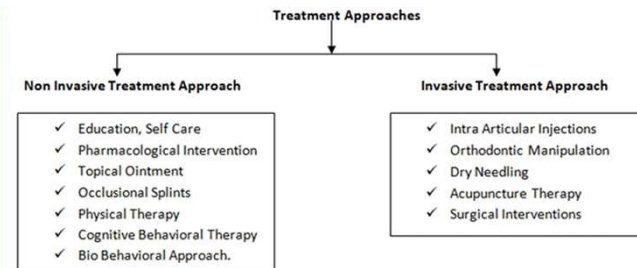 Treatment Approaches
Non Invasive Treatment Approach
✓ Education, Self Care
✓ Pharmacological Intervention
✓ Topical Ointment
✓ Occlusional Splints
✓ Physical Therapy
✓ Cognitive Behavioral Therapy
✓ Bio Behavioral Approach.
Invasive Treatment Approach
✓ Intra Articular Injections
✓ Orthodontic Manipulation
✓ Dry Needling
✓ Acupuncture Therapy
✓ Surgical Interventions